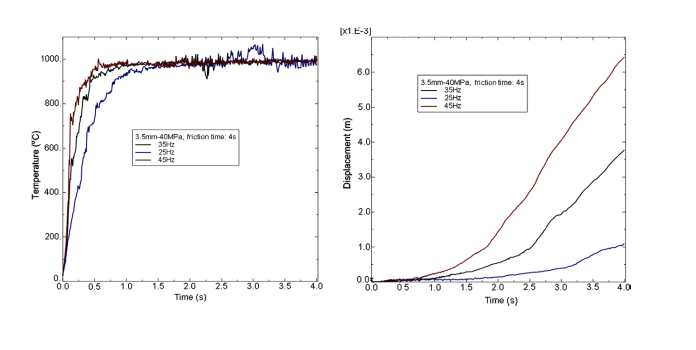 [x1.E-3]
1000.
800.
600.
400.
200.
0.
Temperature (ºC)
0.0 0.5 1.0 1.5 2.0 2.5 3.0 3.5 4.0
Time (s)
3.5mm-40MPa, friction time: 4s
35Hz
25Hz
45Hz
6.0
5.0
4.0
3.0
2.0
1.0
0.0
Displacement (m)
0.0 0.5 1.0 1.5 2.0 2.5 3.0 3.5 4.0
Time (s)
3.5mm-40MPa, friction time: 4s
35Hz
25Hz
45Hz